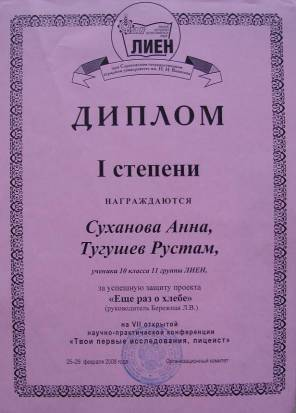 ЛИЕН
ДИПЛОМ
I степени
НАГРАЖДАЮТСЯ
Суханова Анна,
Тугушев Рустам,
ученики 10 класса 11 группы ЛИЕН,
за успешную защиту проекта
«Еще раз о хлебе»
(руководитель Бережная Л.В.)
на VII открытой
научно-практической конференции
«Твои первые исследования, лицеист»
25-26 февраля 2008 года
Организационный комитет